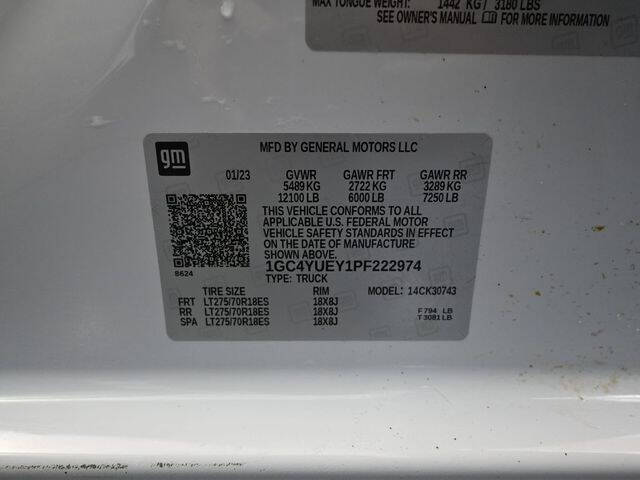 MAX TONGUE WEIGHT: 1442 KG / 3180 LBS
SEE OWNER'S MANUAL FOR MORE INFORMATION
gm
MFD BY GENERAL MOTORS LLC
01/23 GVWR GAWR FRT GAWR RR
5489 KG 2722 KG 3289 KG
12100 LB 6000 LB 7250 LB
THIS VEHICLE CONFORMS TO ALL
APPLICABLE U.S. FEDERAL MOTOR
VEHICLE SAFETY STANDARDS IN
EFFECT ON THE DATE OF MANUFACTURE
SHOWN ABOVE.
1GC4YUEY1PF222974
8624
TYPE: TRUCK
TIRE SIZE RIM MODEL: 14CK30743
FRT LT275/70R18ES 18X8J F 794 LB
RR LT275/70R18ES 18X8J T 3081 LB
SPA LT275/70R18ES 18X8J